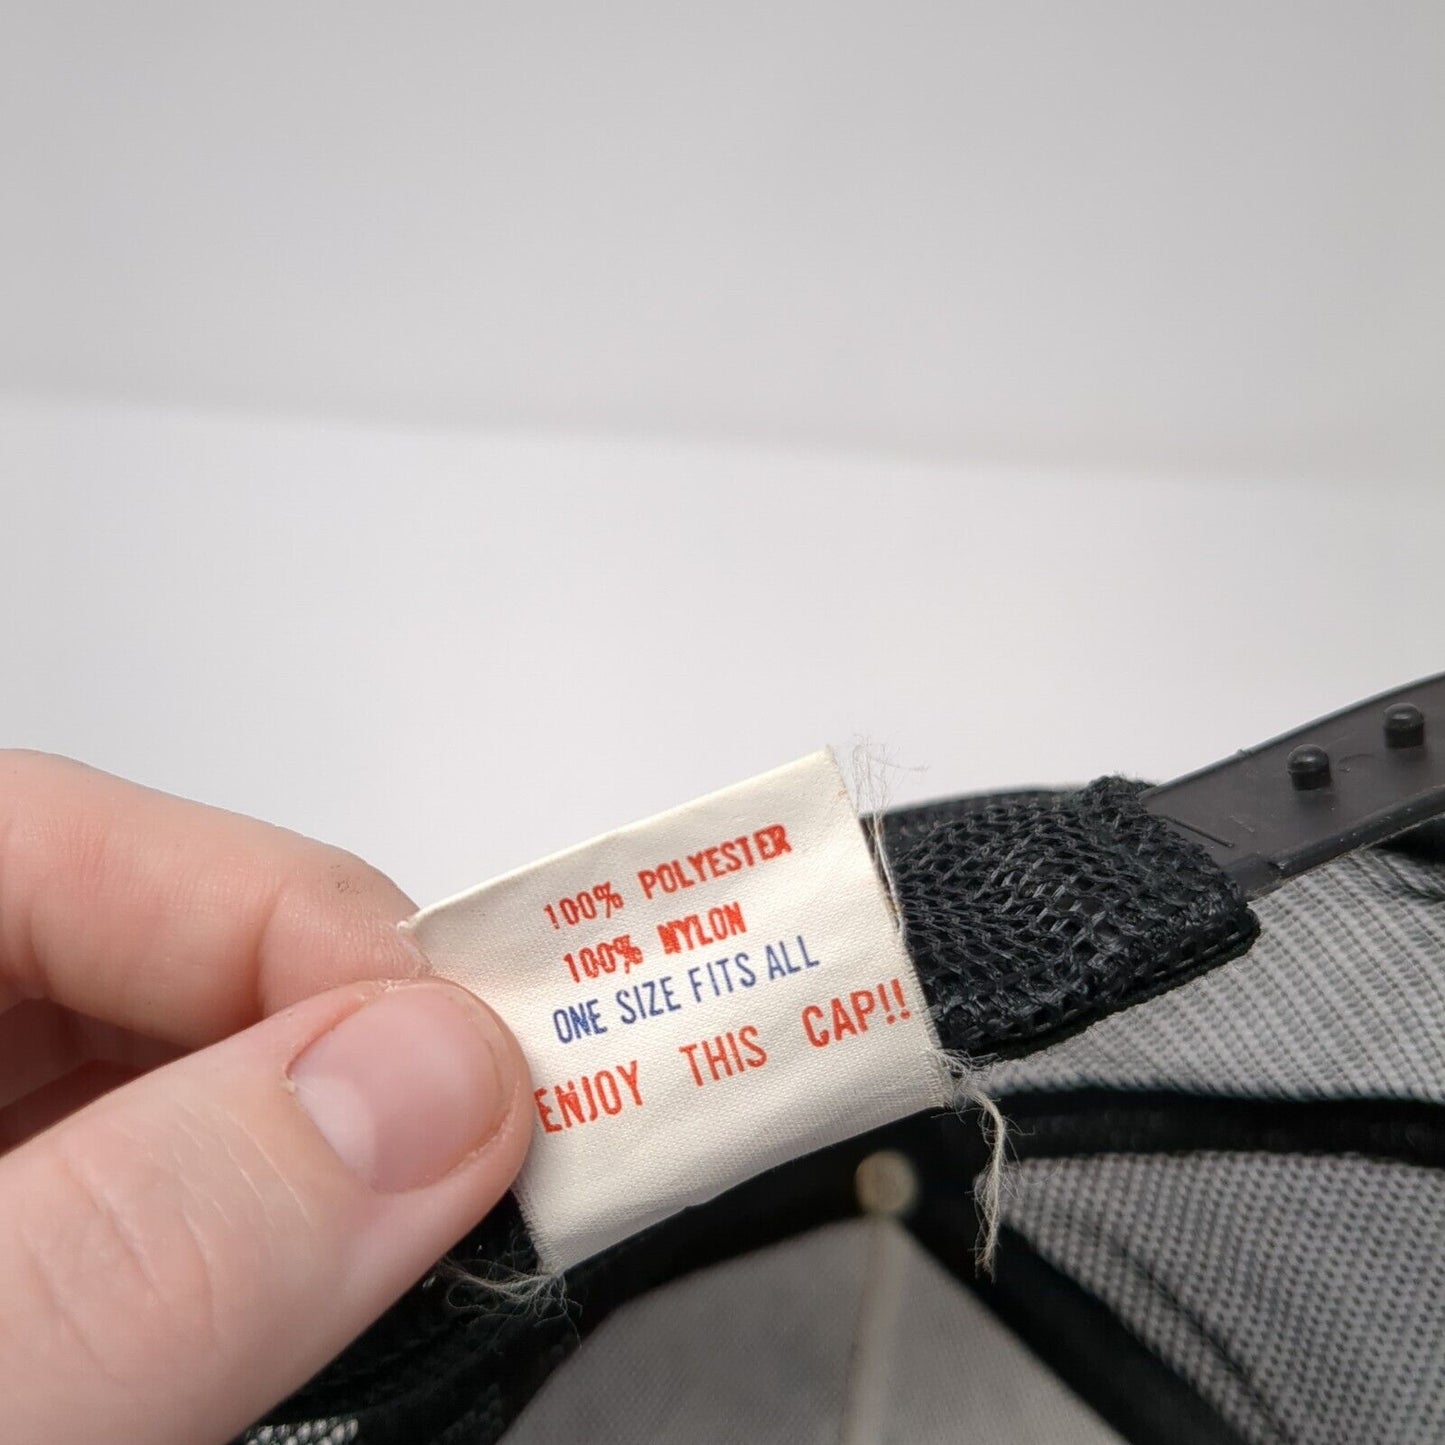 100% POLYESTER
100% NYLON
ONE SIZE FITS ALL
ENJOY THIS CAP!!